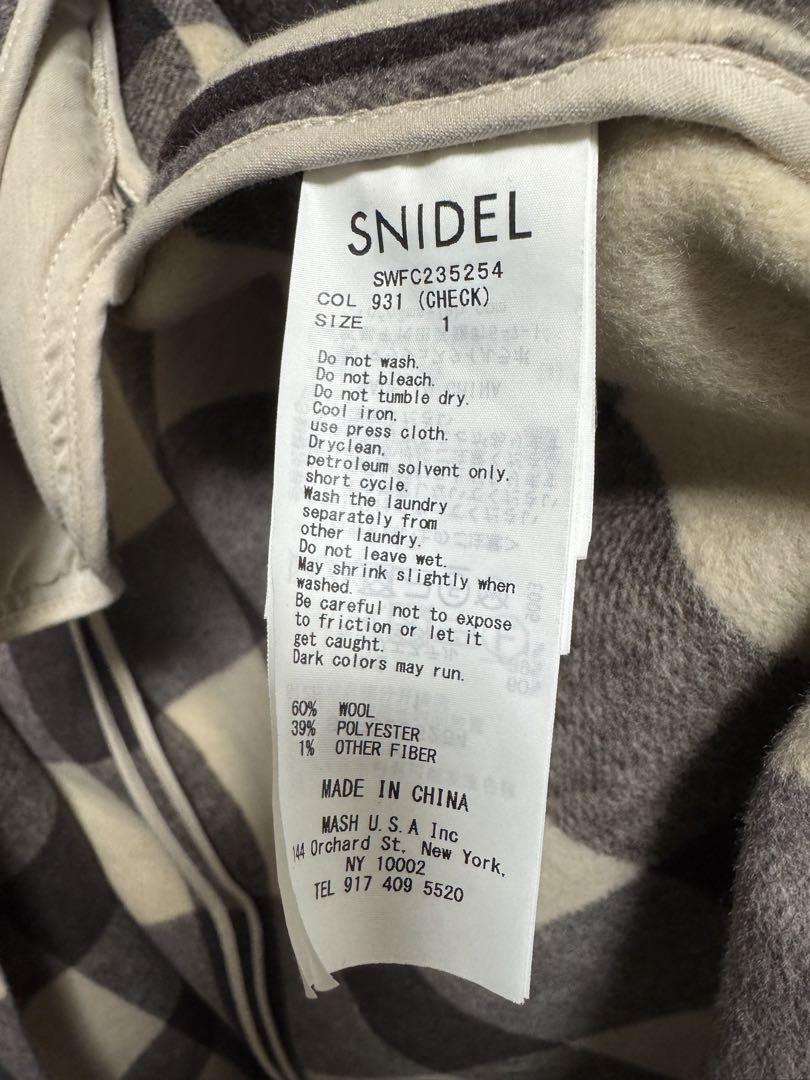 SNIDEL
SWFC235254
COL 931 (CHECK)
SIZE 1
Do not wash.
Do not bleach.
Do not tumble dry.
Cool iron,
use press cloth.
Dryclean,
petroleum solvent only.
short cycle.
Wash the laundry
separately from
other laundry.
Do not leave wet.
May shrink slightly when
washed.
Be careful not to expose
to friction or let it
get caught.
Dark colors may run.
60% WOOL
39% POLYESTER
1% OTHER FIBER
MADE IN CHINA
MASH U.S.A Inc
144 Orchard St, New York,
NY 10002
TEL 917 409 5520